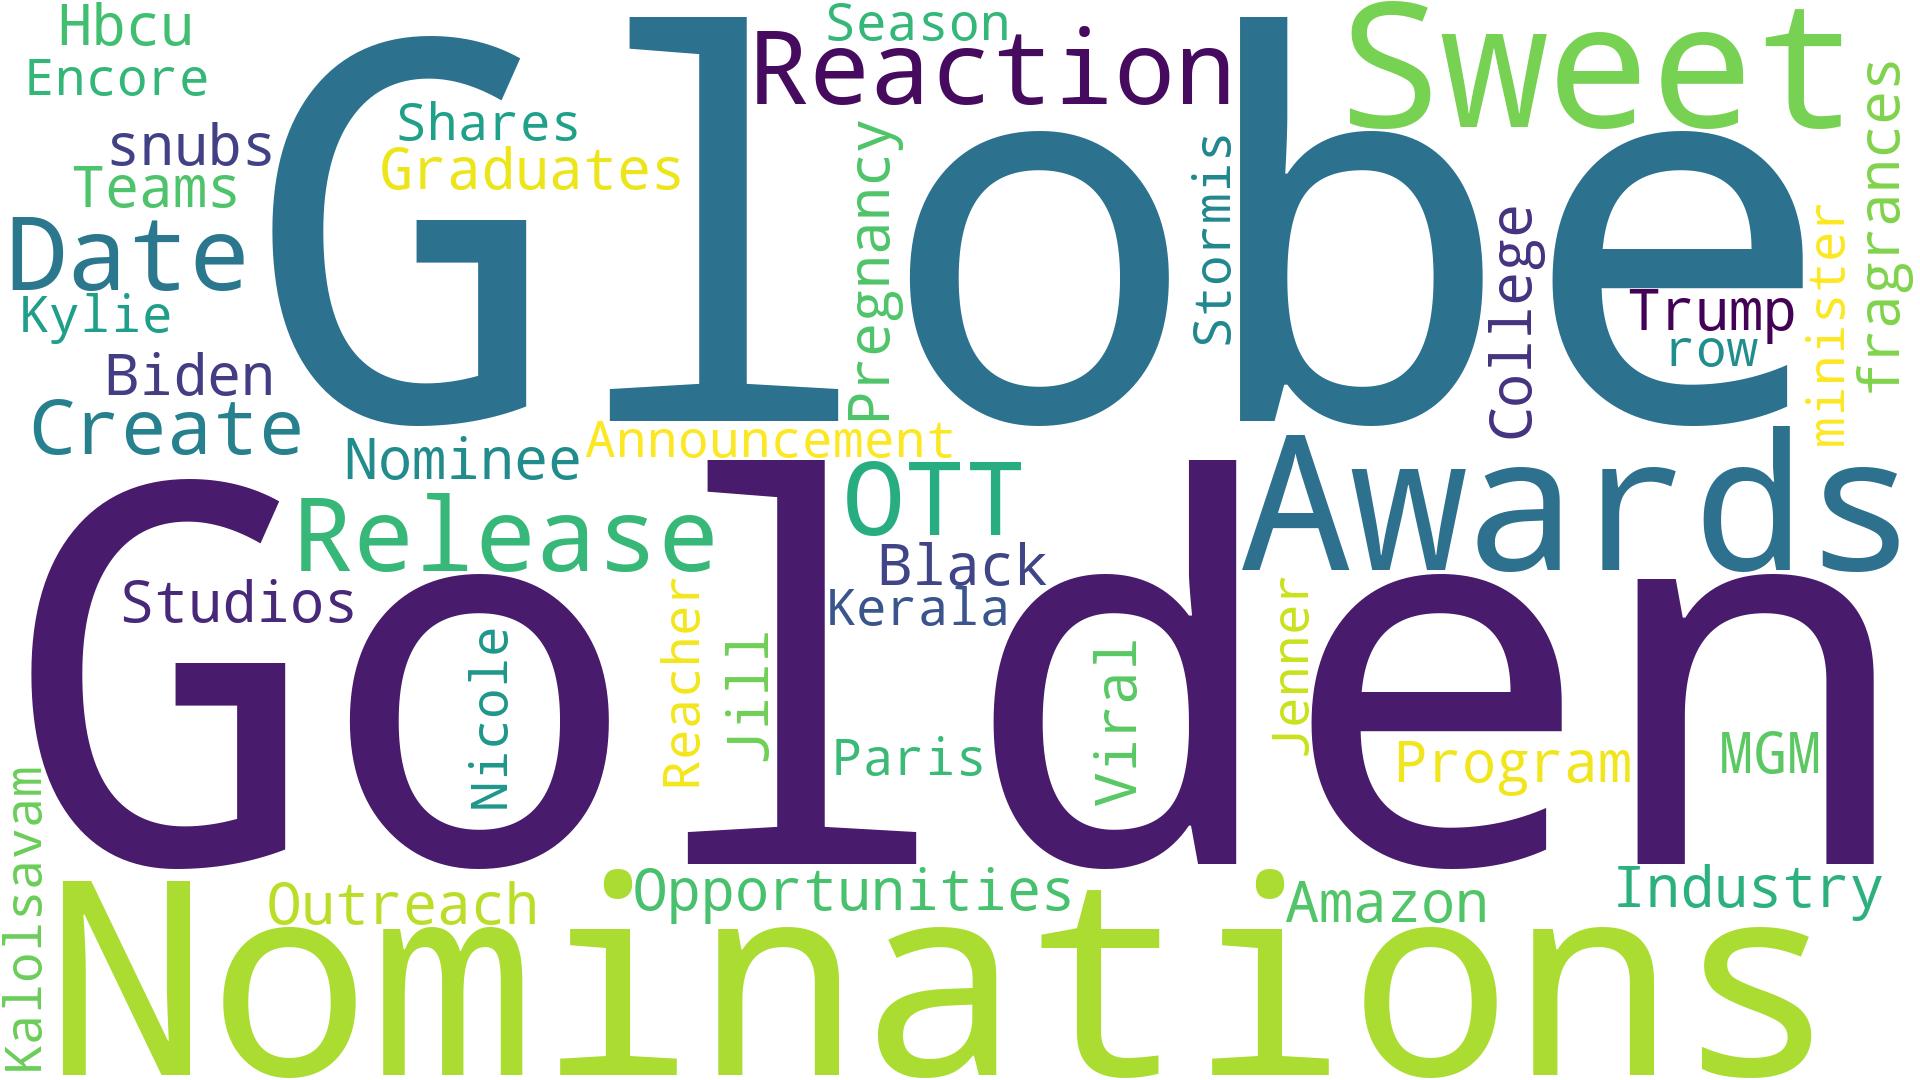 Hbcu
Encore
Season
Reaction
Sweet
Globe
Shares
Graduates
snubs
Teams
Date
Kylie
Biden
Create
Pregnancy
Stormis
College
Trump
row
minister
fragrances
Nominee
Announcement
Release
OTT
Awards
Golden
Black
Kerala
Studios
Nicole
Reacher
Jill
Paris
Viral
Jenner
Program
MGM
Kalolsavam
Outreach
Opportunities
Amazon
Industry
Nominations